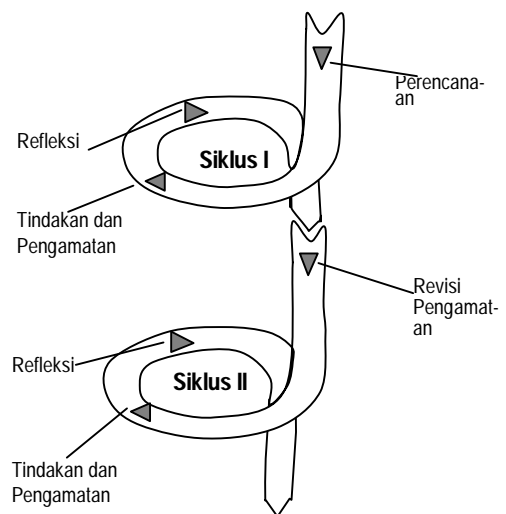 Perencana-
an
Refleksi
Siklus I
Tindakan dan
Pengamatan
Revisi
Pengamat-
an
Refleksi
Siklus II
Tindakan dan
Pengamatan